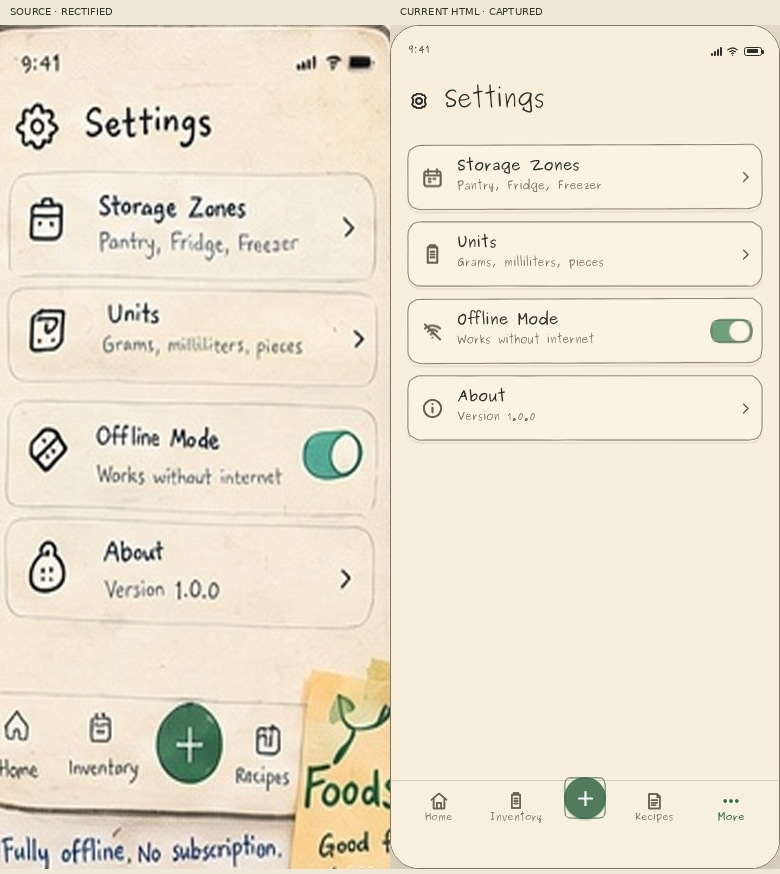 SOURCE · RECTIFIED
9:41
Settings
Storage Zones
Pantry, Fridge, Freezer
Units
Grams, milliliters, pieces
Offline Mode
Works without internet
About
Version 1.0.0
Home
Inventory
Recipes
Foods
Fully offline, No subscription.
Good f
CURRENT HTML · CAPTURED
9:41
Settings
Storage Zones
Pantry, Fridge, Freezer
Units
Grams, milliliters, pieces
Offline Mode
Works without internet
About
Version 1.0.0
Home
Inventory
Recipes
More